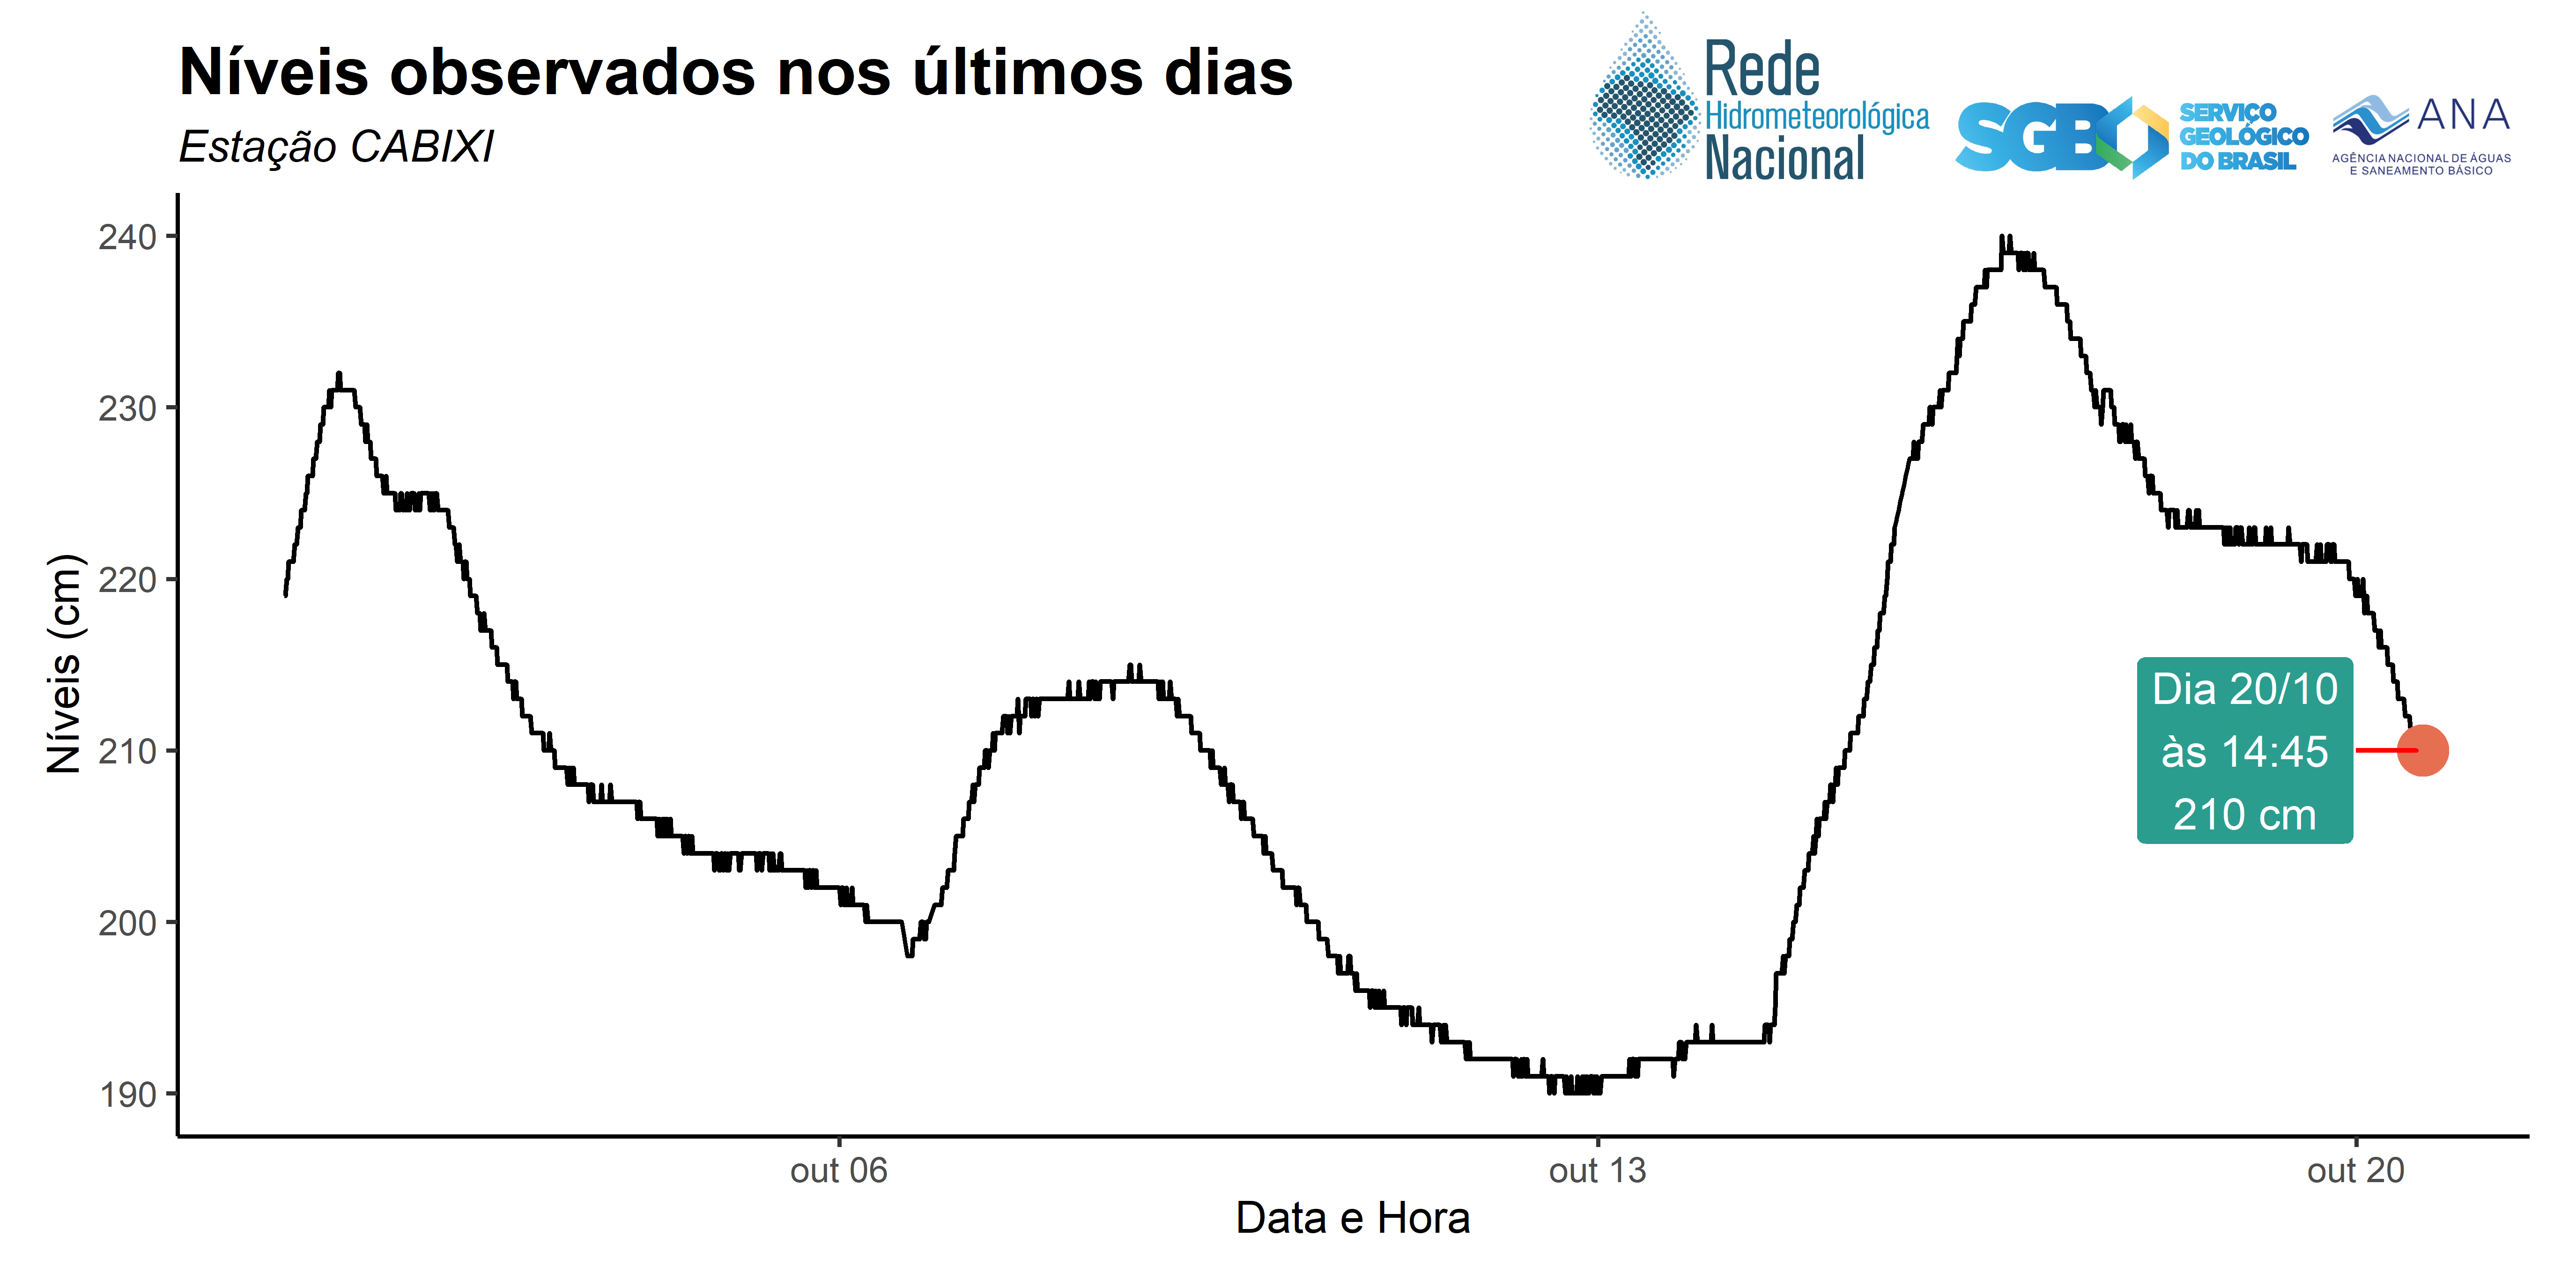 Níveis observados nos últimos dias
Estação CABIXI
Rede
Hidrometeorológica
Nacional
SGB
SERVIÇO
GEOLÓGICO
DO BRASIL
ANA
AGÊNCIA NACIONAL DE ÁGUAS
E SANEAMENTO BÁSICO
Níveis (cm)
240
230
220
210
200
190
Dia 20/10
às 14:45
210 cm
out 06
out 13
out 20
Data e Hora